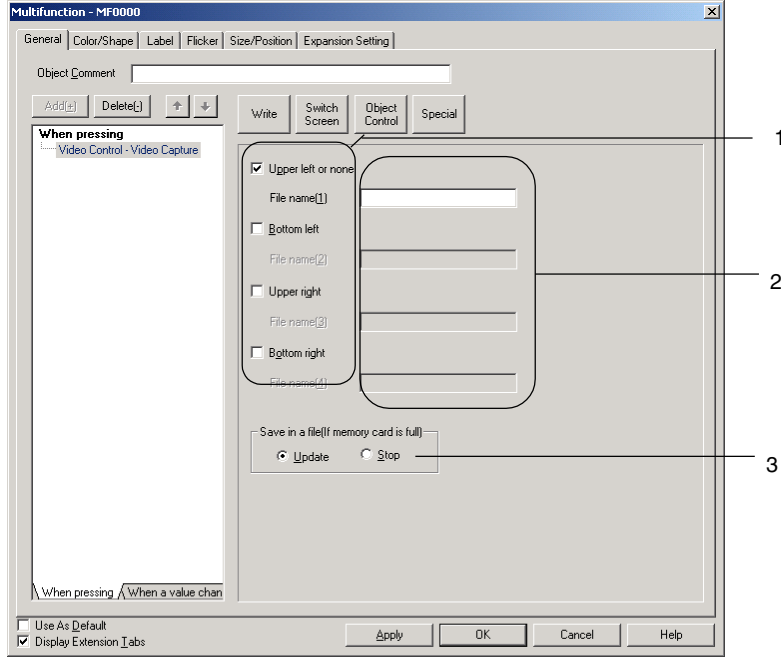 Multifunction - MF0000
General Color/Shape Label Flicker Size/Position Expansion Setting
Object Comment
Add(+) Delete(-) Write Switch Screen Object Control Special
When pressing
Video Control - Video Capture
1
Upper left or none
File name(1)
Bottom left
File name(2)
2
Upper right
File name(3)
Bottom right
File name(4)
Save in a file(If memory card is full)
Update Stop
3
When pressing When a value chan
Use As Default
Display Extension Tabs
Apply OK Cancel Help